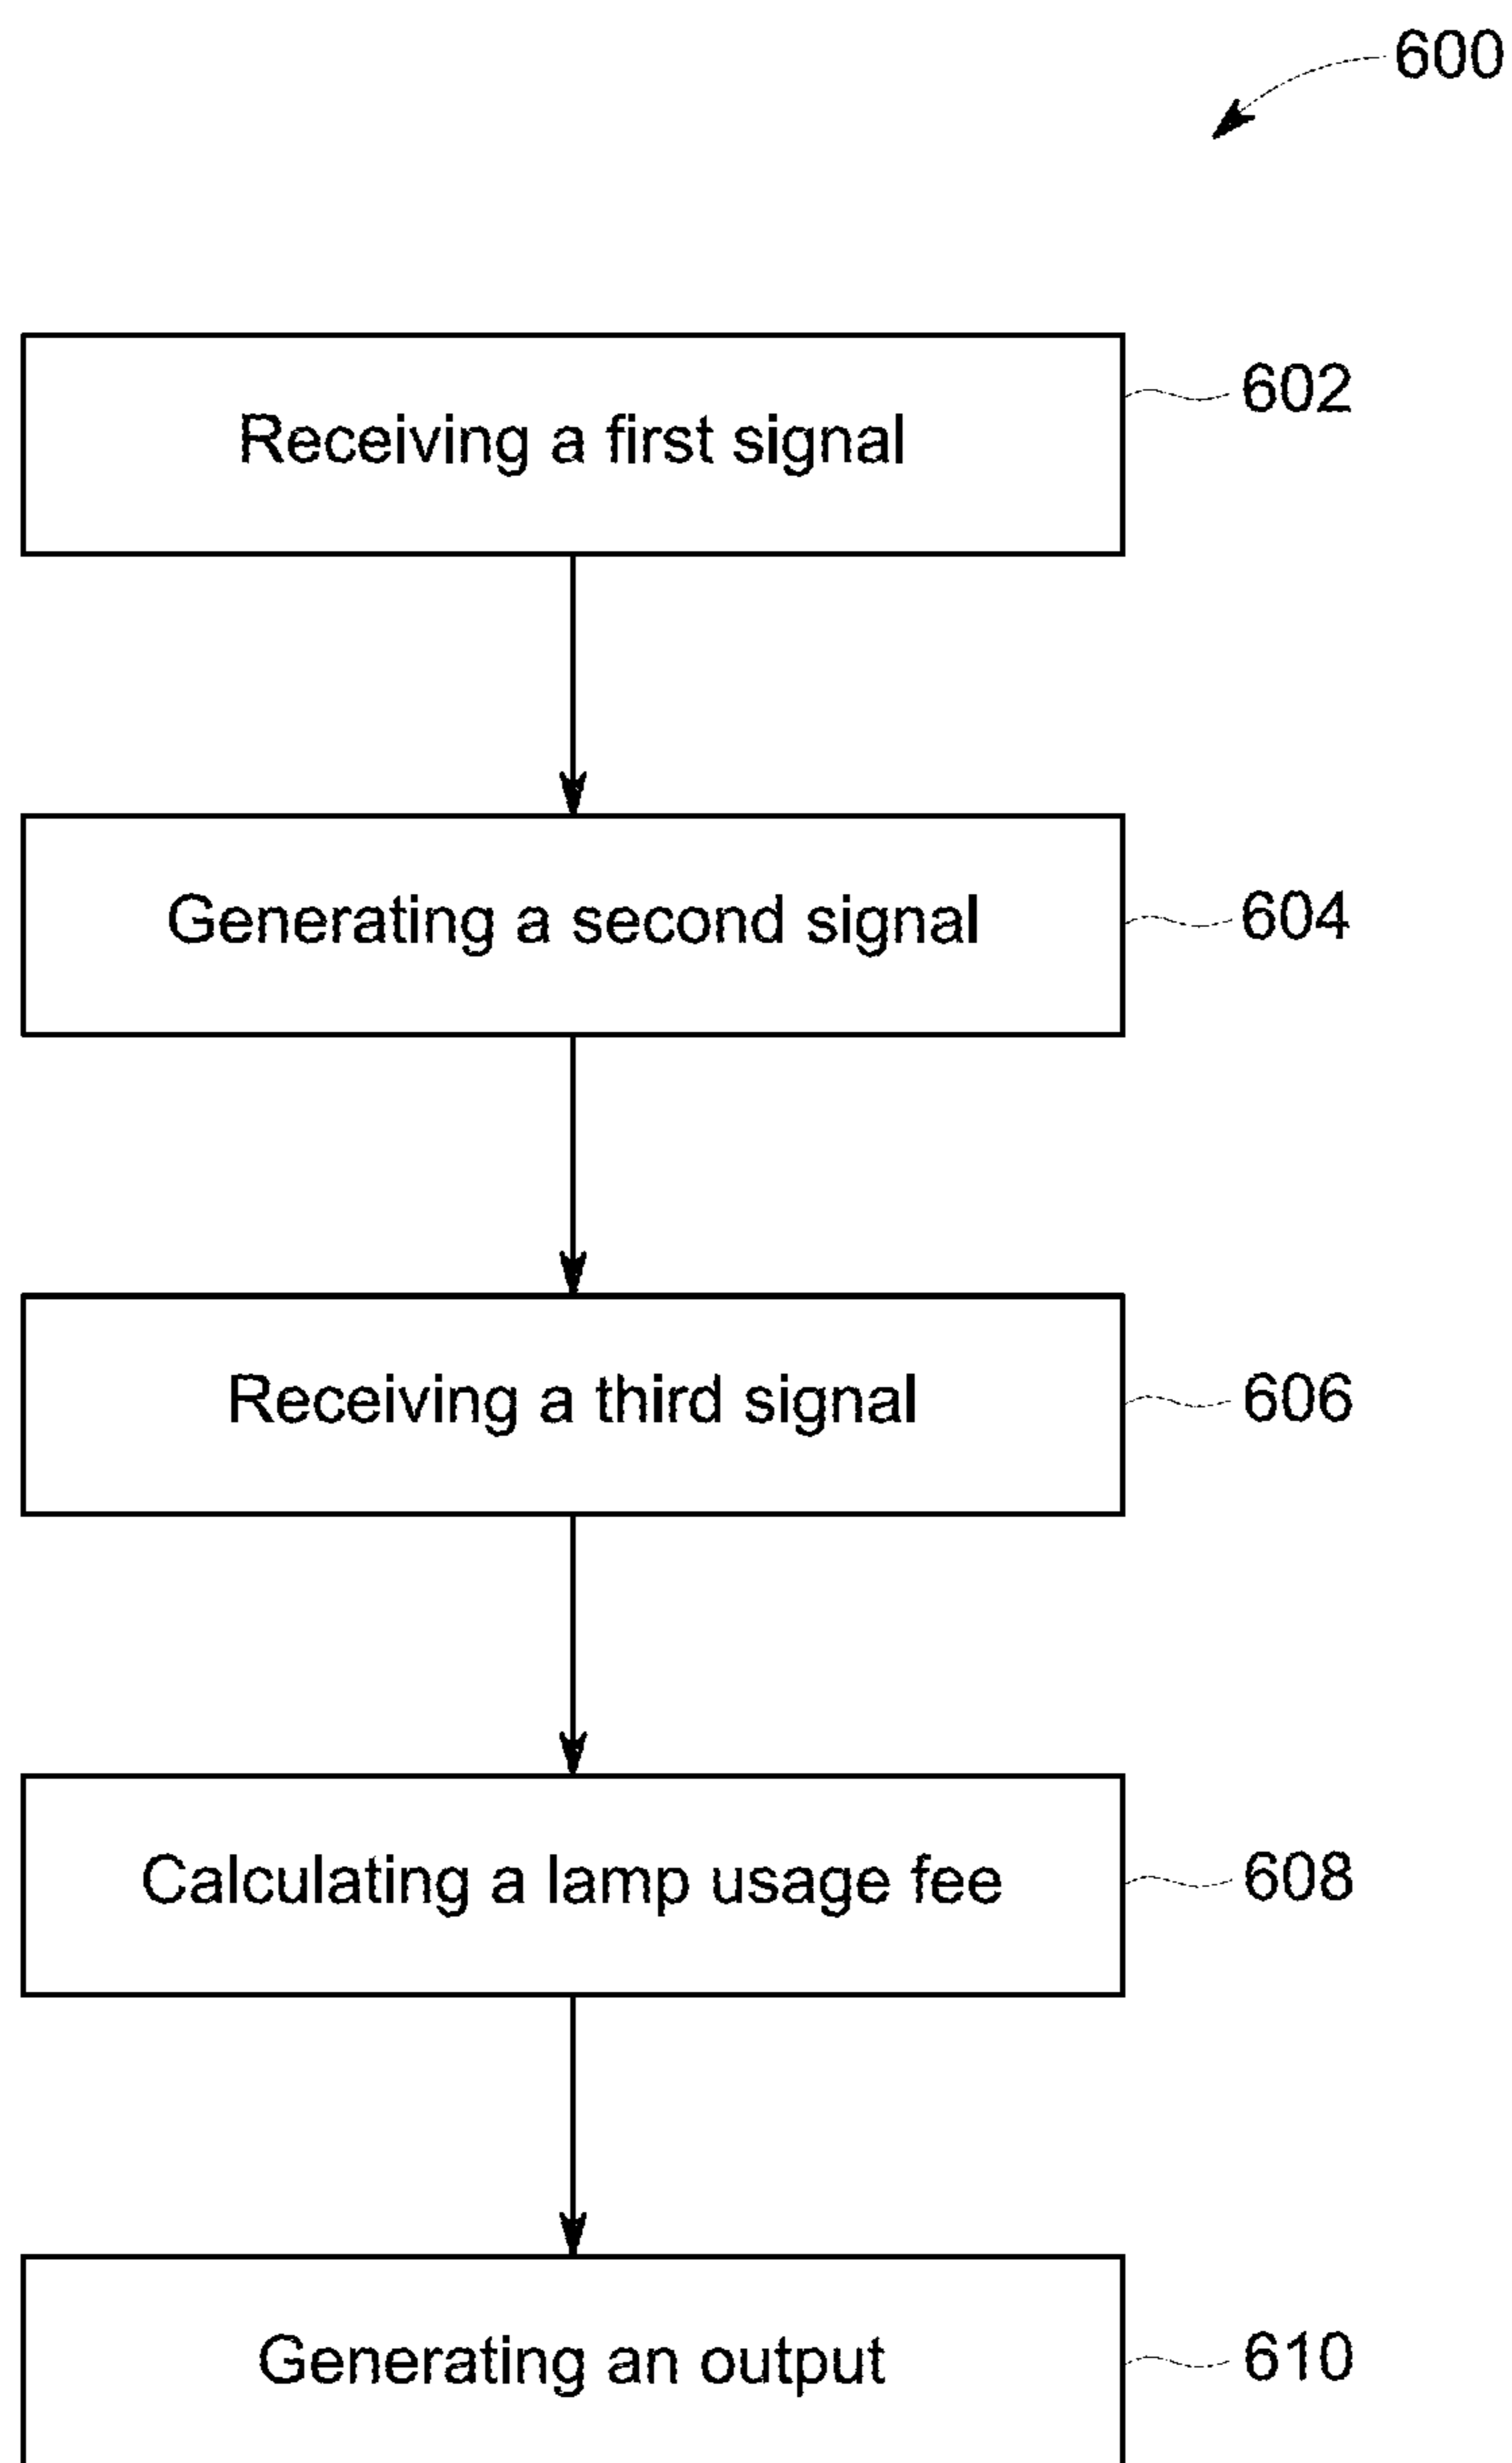 600
Receiving a first signal
602
Generating a second signal
604
Receiving a third signal
606
Calculating a lamp usage fee
608
Generating an output
610